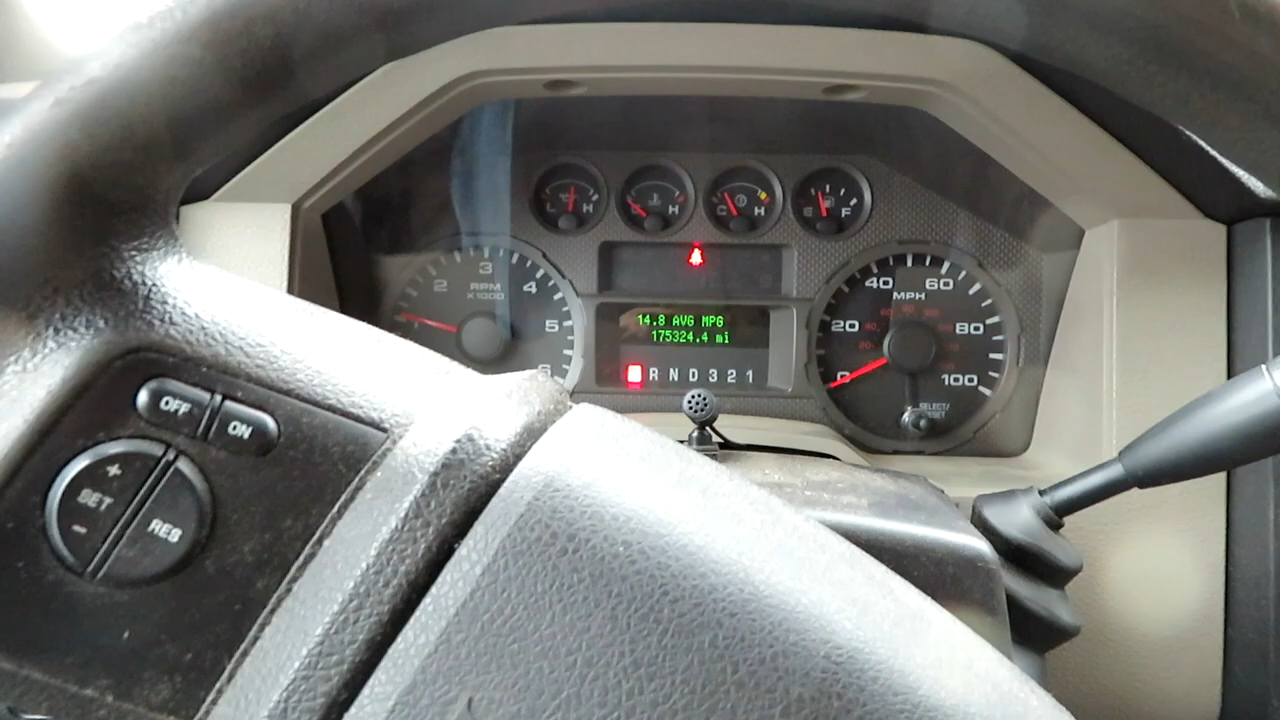 L H
H
C H
E F
2 3 4 5 6
RPM
X1000
14.8 AVG MPG
175324.4 mi
R N D 3 2 1
0 20 40 60 80 100
MPH
SELECT/
RESET
OFF
ON
+
SET
-
RES